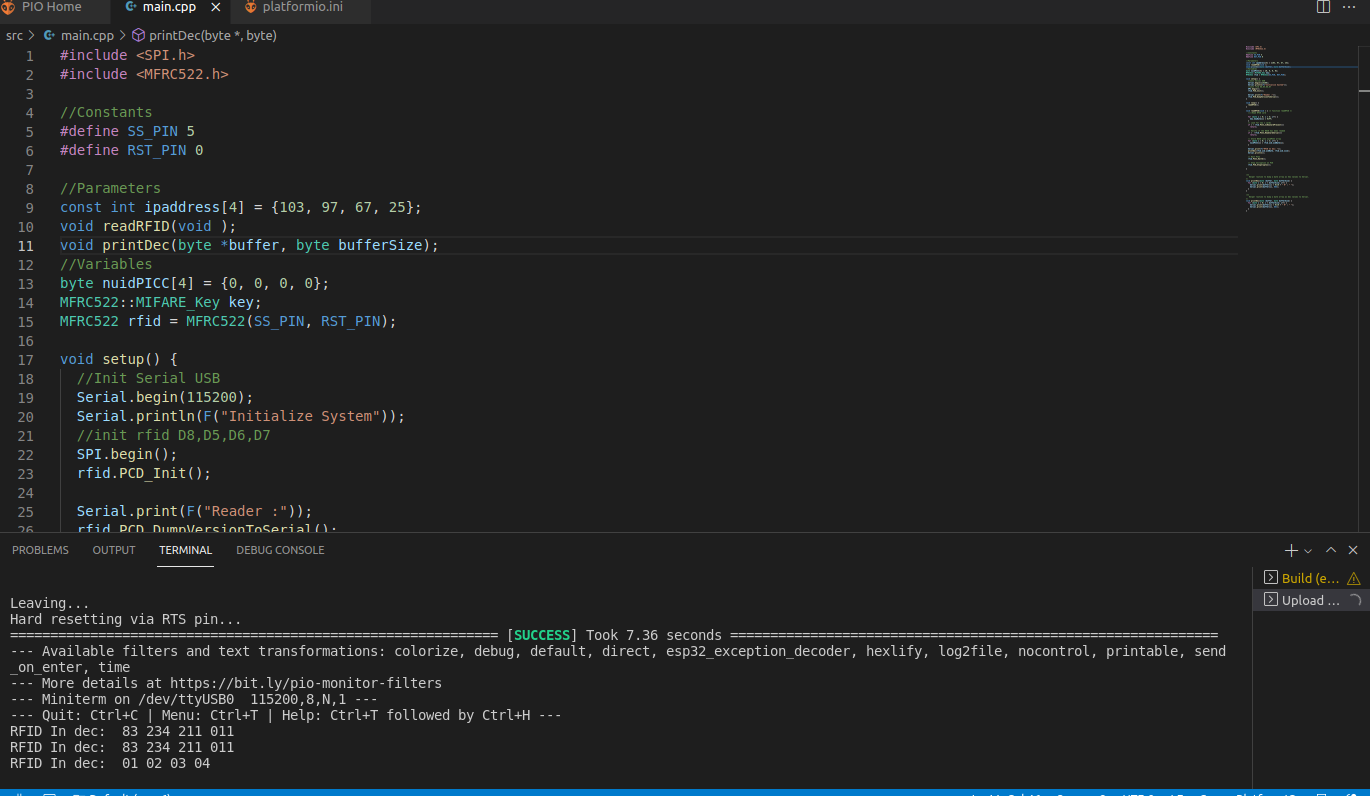 PIO Home main.cpp platformio.ini
src > main.cpp > printDec(byte *, byte)
1 #include <SPI.h>
2 #include <MFRC522.h>
3
4 //Constants
5 #define SS_PIN 5
6 #define RST_PIN 0
7
8 //Parameters
9 const int ipaddress[4] = {103, 97, 67, 25};
10 void readRFID(void );
11 void printDec(byte *buffer, byte bufferSize);
12 //Variables
13 byte nuidPICC[4] = {0, 0, 0, 0};
14 MFRC522::MIFARE_Key key;
15 MFRC522 rfid = MFRC522(SS_PIN, RST_PIN);
16
17 void setup() {
18 //Init Serial USB
19 Serial.begin(115200);
20 Serial.println(F("Initialize System"));
21 //init rfid D8,D5,D6,D7
22 SPI.begin();
23 rfid.PCD_Init();
24
25 Serial.print(F("Reader :"));
26 rfid.PCD_DumpVersionToSerial();
PROBLEMS OUTPUT TERMINAL DEBUG CONSOLE
Build (e...
Upload ...
Leaving...
Hard resetting via RTS pin...
============================================================= [SUCCESS] Took 7.36 seconds =============================================================
--- Available filters and text transformations: colorize, debug, default, direct, esp32_exception_decoder, hexlify, log2file, nocontrol, printable, send
_on_enter, time
--- More details at https://bit.ly/pio-monitor-filters
--- Miniterm on /dev/ttyUSB0  115200,8,N,1 ---
--- Quit: Ctrl+C | Menu: Ctrl+T | Help: Ctrl+T followed by Ctrl+H ---
RFID In dec:  83 234 211 011
RFID In dec:  83 234 211 011
RFID In dec:  01 02 03 04